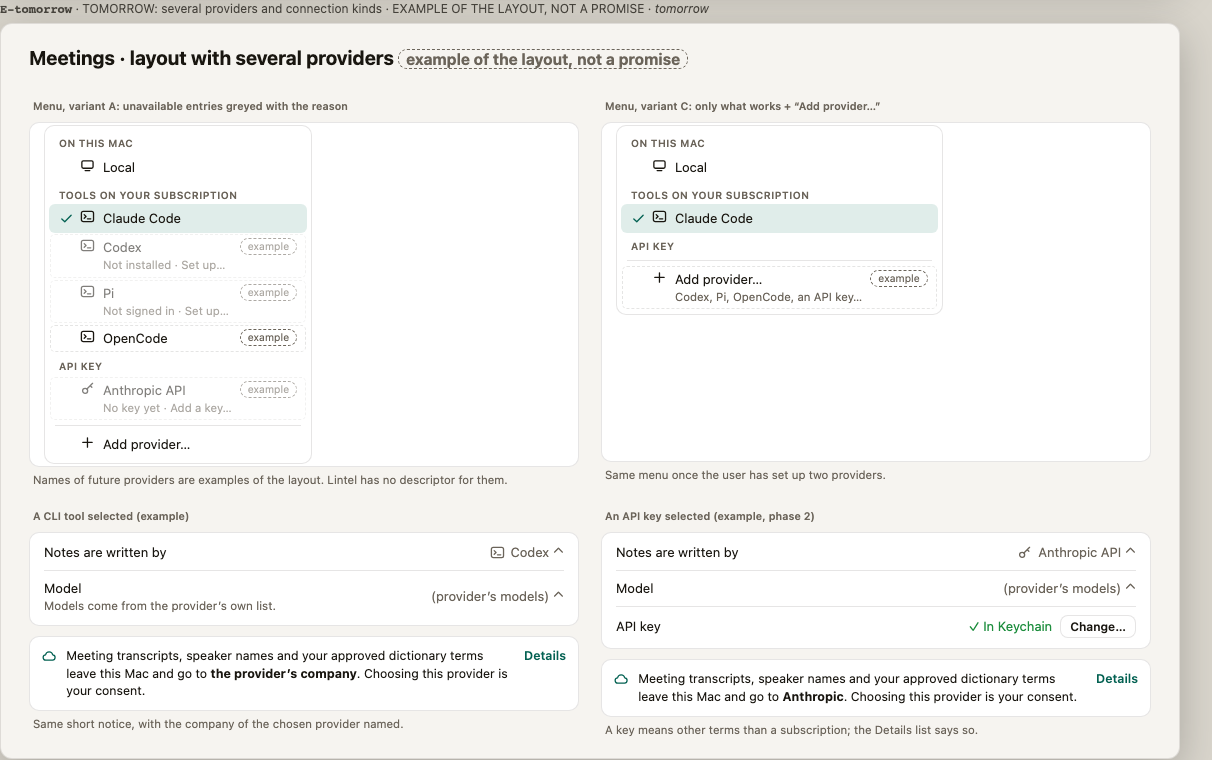 E-tomorrow · TOMORROW: several providers and connection kinds · EXAMPLE OF THE LAYOUT, NOT A PROMISE · tomorrow
Meetings · layout with several providers example of the layout, not a promise
Menu, variant A: unavailable entries greyed with the reason
ON THIS MAC
Local
TOOLS ON YOUR SUBSCRIPTION
Claude Code
Codex example
Not installed · Set up…
Pi example
Not signed in · Set up…
OpenCode example
API KEY
Anthropic API example
No key yet · Add a key…
Add provider…
Names of future providers are examples of the layout. Lintel has no descriptor for them.
Menu, variant C: only what works + “Add provider…”
ON THIS MAC
Local
TOOLS ON YOUR SUBSCRIPTION
Claude Code
API KEY
Add provider… example
Codex, Pi, OpenCode, an API key…
Same menu once the user has set up two providers.
A CLI tool selected (example)
Notes are written by Codex
Model (provider’s models)
Models come from the provider’s own list.
Meeting transcripts, speaker names and your approved dictionary terms Details
leave this Mac and go to the provider’s company. Choosing this provider is
your consent.
Same short notice, with the company of the chosen provider named.
An API key selected (example, phase 2)
Notes are written by Anthropic API
Model (provider’s models)
API key ✓ In Keychain Change…
Meeting transcripts, speaker names and your approved dictionary terms Details
leave this Mac and go to Anthropic. Choosing this provider is your consent.
A key means other terms than a subscription; the Details list says so.